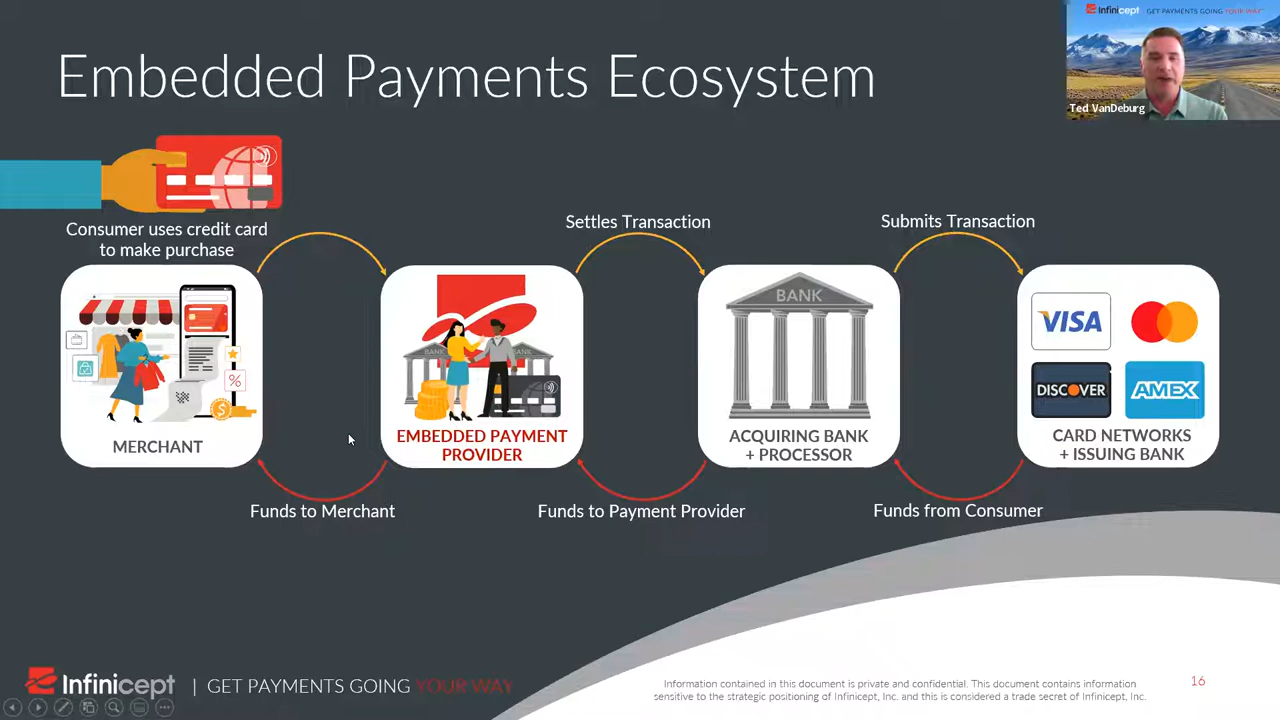 Embedded Payments Ecosystem
Infinicept GET PAYMENTS GOING YOUR WAY
Ted VanDeburg
Consumer uses credit card
to make purchase
Settles Transaction
Submits Transaction
MERCHANT
%
$
BANK
BANK
EMBEDDED PAYMENT
PROVIDER
BANK
ACQUIRING BANK
+ PROCESSOR
VISA
DISCOVER
AMEX
CARD NETWORKS
+ ISSUING BANK
Funds to Merchant
Funds to Payment Provider
Funds from Consumer
Infinicept | GET PAYMENTS GOING YOUR WAY
Information contained in this document is private and confidential. This document contains information
sensitive to the strategic positioning of Infinicept, Inc. and this is considered a trade secret of Infinicept, Inc.
16